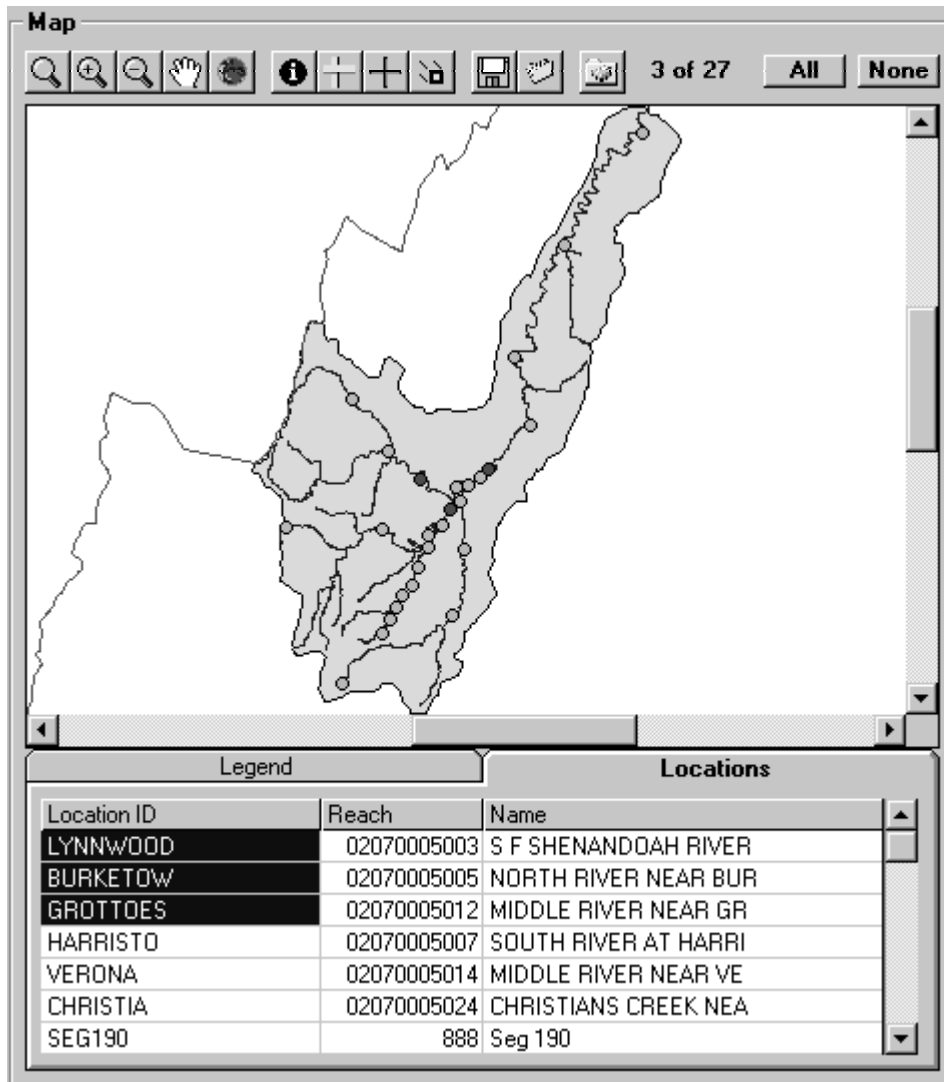 Map
3 of 27 All None
Legend Locations
Location ID Reach Name
LYNNWOOD 02070005003 S F SHENANDOAH RIVER
BURKETOW 02070005005 NORTH RIVER NEAR BUR
GROTTOES 02070005012 MIDDLE RIVER NEAR GR
HARRISTO 02070005007 SOUTH RIVER AT HARRI
VERONA 02070005014 MIDDLE RIVER NEAR VE
CHRISTIA 02070005024 CHRISTIANS CREEK NEA
SEG190 888 Seg 190